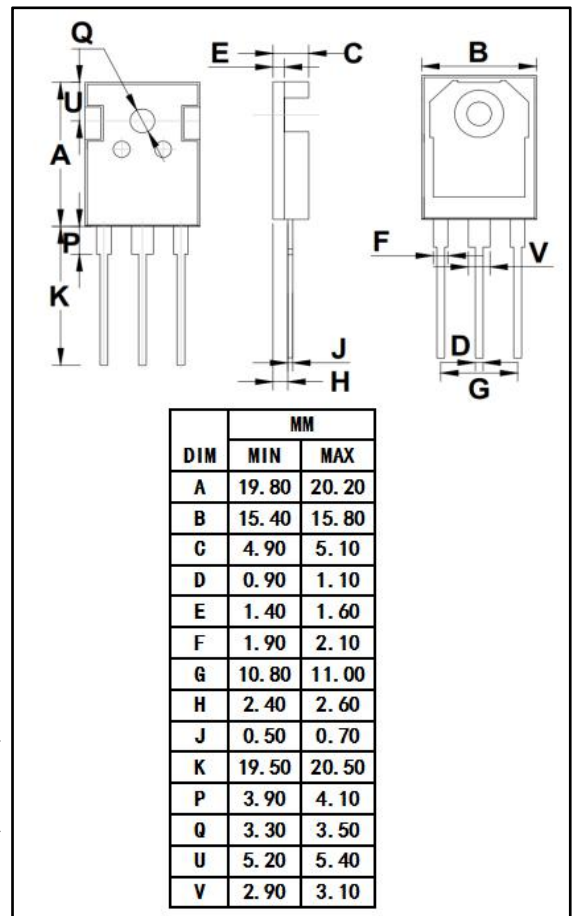 Q
E C B
U
A
P
K
F V
J
H
D
G
MM
DIM MIN MAX
A 19.80 20.20
B 15.40 15.80
C 4.90 5.10
D 0.90 1.10
E 1.40 1.60
F 1.90 2.10
G 10.80 11.00
H 2.40 2.60
J 0.50 0.70
K 19.50 20.50
P 3.90 4.10
Q 3.30 3.50
U 5.20 5.40
V 2.90 3.10